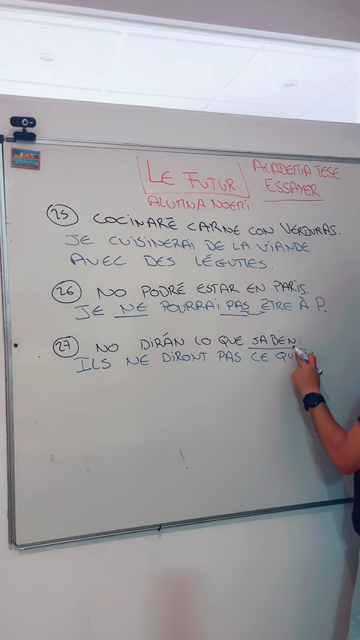 LE FUTUR
ACADEMIA JESE
ESSAYER
ALUMNA NOEMI
25 COCINARÉ CARNE CON VERDURAS.
JE CUISINERAI DE LA VIANDE
AVEC DES LÉGUMES.
26 NO PODRÉ ESTAR EN PARIS.
JE NE POURRAI PAS ÊTRE À P.
27 NO DIRÁN LO QUE SABEN.
ILS NE DIRONT PAS CE QU